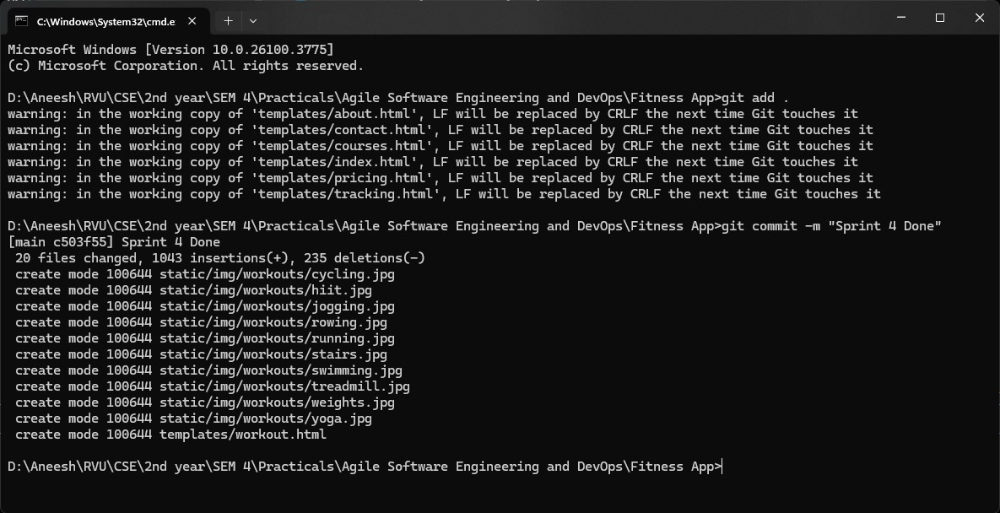 C:\Windows\System32\cmd.e
Microsoft Windows [Version 10.0.26100.3775]
(c) Microsoft Corporation. All rights reserved.
D:\Aneesh\RVU\CSE\2nd year\SEM 4\Practicals\Agile Software Engineering and DevOps\Fitness App>git add .
warning: in the working copy of 'templates/about.html', LF will be replaced by CRLF the next time Git touches it
warning: in the working copy of 'templates/contact.html', LF will be replaced by CRLF the next time Git touches it
warning: in the working copy of 'templates/courses.html', LF will be replaced by CRLF the next time Git touches it
warning: in the working copy of 'templates/index.html', LF will be replaced by CRLF the next time Git touches it
warning: in the working copy of 'templates/pricing.html', LF will be replaced by CRLF the next time Git touches it
warning: in the working copy of 'templates/tracking.html', LF will be replaced by CRLF the next time Git touches it
D:\Aneesh\RVU\CSE\2nd year\SEM 4\Practicals\Agile Software Engineering and DevOps\Fitness App>git commit -m "Sprint 4 Done"
[main c503f55] Sprint 4 Done
 20 files changed, 1043 insertions(+), 235 deletions(-)
 create mode 100644 static/img/workouts/cycling.jpg
 create mode 100644 static/img/workouts/hiit.jpg
 create mode 100644 static/img/workouts/jogging.jpg
 create mode 100644 static/img/workouts/rowing.jpg
 create mode 100644 static/img/workouts/running.jpg
 create mode 100644 static/img/workouts/stairs.jpg
 create mode 100644 static/img/workouts/swimming.jpg
 create mode 100644 static/img/workouts/treadmill.jpg
 create mode 100644 static/img/workouts/weights.jpg
 create mode 100644 static/img/workouts/yoga.jpg
 create mode 100644 templates/workout.html
D:\Aneesh\RVU\CSE\2nd year\SEM 4\Practicals\Agile Software Engineering and DevOps\Fitness App>